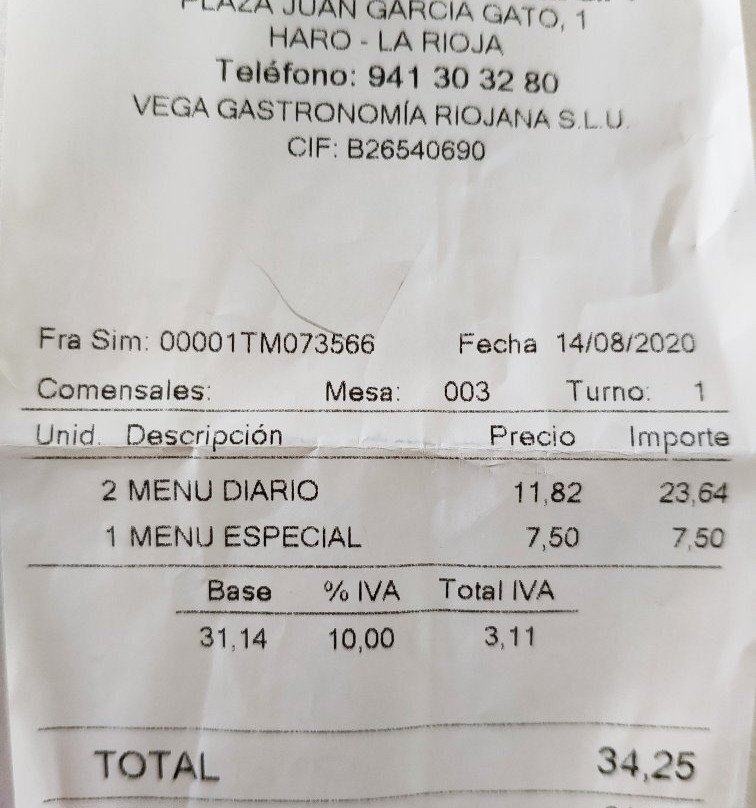 PLAZA JUAN GARCIA GATO, 1
HARO - LA RIOJA
Teléfono: 941 30 32 80
VEGA GASTRONOMÍA RIOJANA S.L.U.
CIF: B26540690
Fra Sim: 00001TM073566 Fecha 14/08/2020
Comensales: Mesa: 003 Turno: 1
Unid. Descripción Precio Importe
2 MENU DIARIO 11,82 23,64
1 MENU ESPECIAL 7,50 7,50
Base % IVA Total IVA
31,14 10,00 3,11
TOTAL 34,25